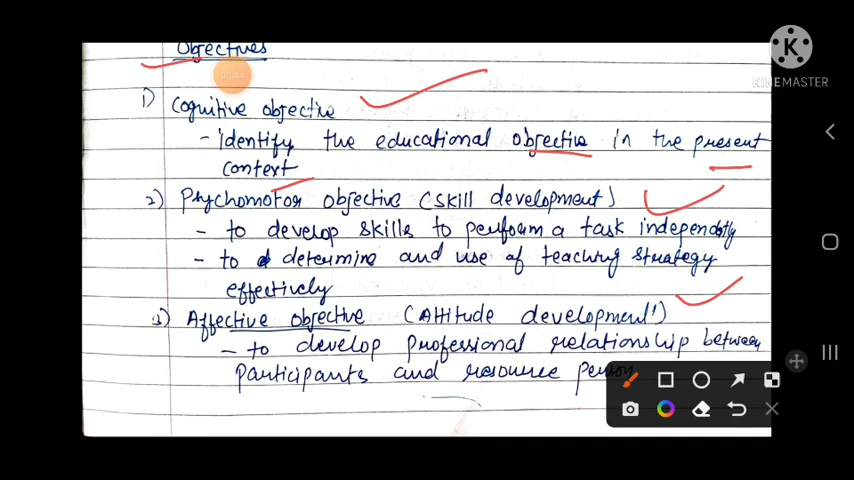 Objectives
1) Cognitive objective
- identify the educational objective in the present
context
2) Psychomotor objective (skill development)
- to develop skills to perform a task independently
- to determine and use of teaching strategy
effectively
3) Affective objective (Attitude development)
- to develop professional relationship between
participants and resource person
K
KINEMASTER